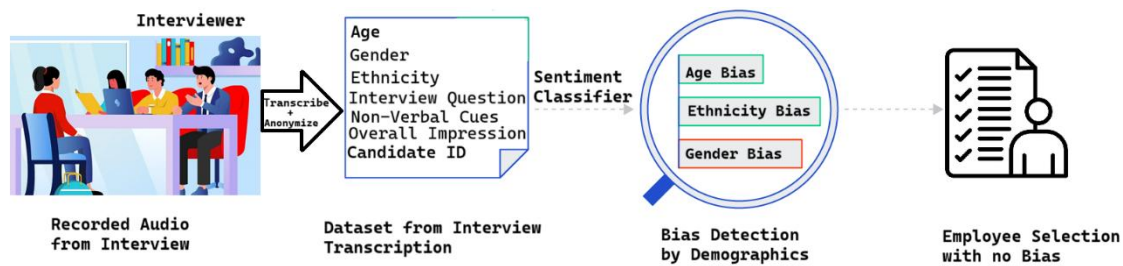 Interviewer
Transcribe
+
Anonymize
Age
Gender
Ethnicity
Interview Question
Non-Verbal Cues
Overall Impression
Candidate ID
Sentiment
Classifier
Age Bias
Ethnicity Bias
Gender Bias
Recorded Audio
from Interview
Dataset from Interview
Transcription
Bias Detection
by Demographics
Employee Selection
with no Bias